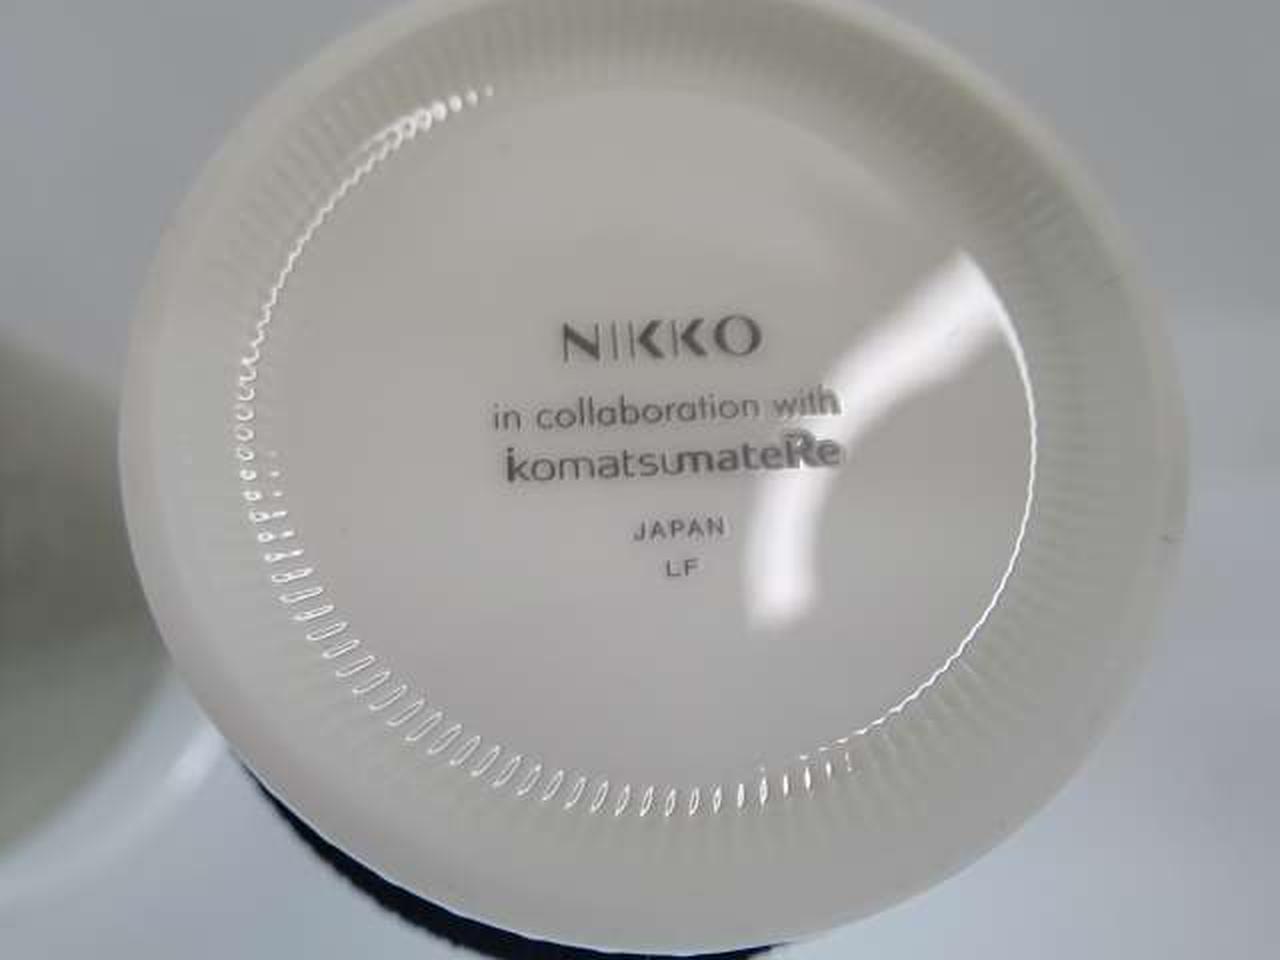 NIKKO
in collaboration with
komatsumateRe
JAPAN
LF